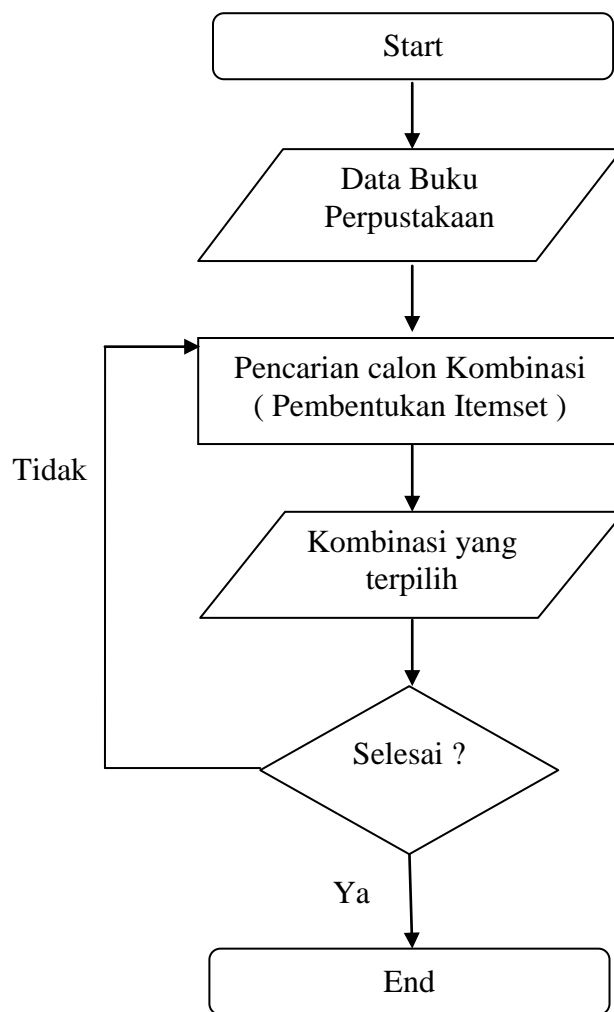 Start
Data Buku
Perpustakaan
Pencarian calon Kombinasi
( Pembentukan Itemset )
Tidak
Kombinasi yang
terpilih
Selesai ?
Ya
End